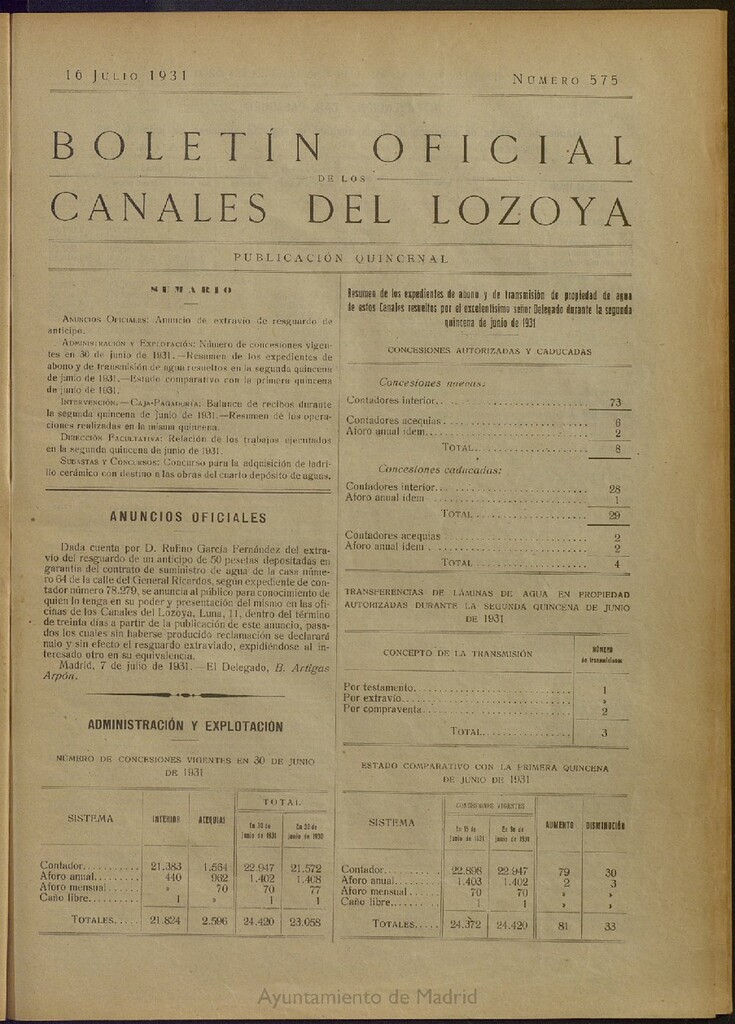 16 JULIO 1931
NÚMERO 575
BOLETÍN OFICIAL
DE LOS
CANALES DEL LOZOYA
PUBLICACIÓN QUINCENAL
SUMARIO
ANUNCIOS OFICIALES: Anuncio de extravío de resguardo de
anticipo.
ADMINISTRACIÓN Y EXPLOTACIÓN: Número de concesiones vigen-
tes en 30 de junio de 1931.—Resumen de los expedientes de
abono y de transmisión de agua resueltos en la segunda quincena
de junio de 1931.—Estudo comparativo con la primera quincena
de junio de 1931.
INTERVENCIÓN.—CAJA-PAGADURÍA: Balance de recibos durante
la segunda quincena de junio de 1931.—Resumen de las opera-
ciones realizadas en la misma quincena.
DIRECCIÓN FACULTATIVA: Relación de los trabajos ejecutados
en la segunda quincena de junio de 1931.
SUBASTAS Y CONCURSOS: Concurso para la adquisición de ladri-
llo cerámico con destino a las obras del cuarto depósito de aguas.
ANUNCIOS OFICIALES
Dada cuenta por D. Rufino García Fernández del extra-
vío del resguardo de un anticipo de 50 pesetas depositadas en
garantía del contrato de suministro de agua de la casa núme-
ro 64 de la calle del General Ricardos, según expediente de con-
tador número 78.279, se anuncia al público para conocimiento de
quien lo tenga en su poder y presentación del mismo en las ofi-
cinas de los Canales del Lozoya, Luna, 11, dentro del término
de treinta días a partir de la publicación de este anuncio, pasa-
dos los cuales sin haberse producido reclamación se declarará
nulo y sin efecto el resguardo extraviado, expidiéndose al in-
teresado otro en su equivalencia.
Madrid, 7 de julio de 1931.—El Delegado, B. Artigas
Arpón.
ADMINISTRACIÓN Y EXPLOTACIÓN
NÚMERO DE CONCESIONES VIGENTES EN 30 DE JUNIO
DE 1931
TOTAL
SISTEMA INTERIOR ACEQUIAS En 30 de junio de 1931 En 30 de junio de 1930
Contador.......... 21.383 1.564 22.947 21.572
Aforo anual........ 440 962 1.402 1.408
Aforo mensual...... » 70 70 77
Caño libre......... 1 » 1 1
TOTALES.... 21.824 2.596 24.420 23.058
Resumen de los expedientes de abono y de transmisión de propiedad de agua
de estos Canales resueltos por el excelentísimo señor Delegado durante la segunda
quincena de junio de 1931
CONCESIONES AUTORIZADAS Y CADUCADAS
Concesiones nuevas:
Contadores interior.......... 73
Contadores acequias.......... 6
Aforo anual ídem.......... 2
TOTAL.......... 8
Concesiones caducadas:
Contadores interior.......... 28
Aforo anual ídem.......... 1
TOTAL.......... 29
Contadores acequias.......... 2
Aforo anual ídem.......... 2
TOTAL.......... 4
TRANSFERENCIAS DE LÁMINAS DE AGUA EN PROPIEDAD
AUTORIZADAS DURANTE LA SEGUNDA QUINCENA DE JUNIO
DE 1931
CONCEPTO DE LA TRANSMISIÓN NÚMERO de transmisiones
Por testamento.......... 1
Por extravío.......... »
Por compraventa.......... 2
TOTAL.......... 3
ESTADO COMPARATIVO CON LA PRIMERA QUINCENA
DE JUNIO DE 1931
CONCESIONES VIGENTES
SISTEMA En 15 de junio de 1931 En 30 de junio de 1931 AUMENTO DISMINUCIÓN
Contador.......... 22.898 22.947 79 30
Aforo anual........ 1.403 1.402 2 3
Aforo mensual...... 70 70 » »
Caño libre......... 1 1 » »
TOTALES..... 24.372 24.420 81 33
Ayuntamiento de Madrid